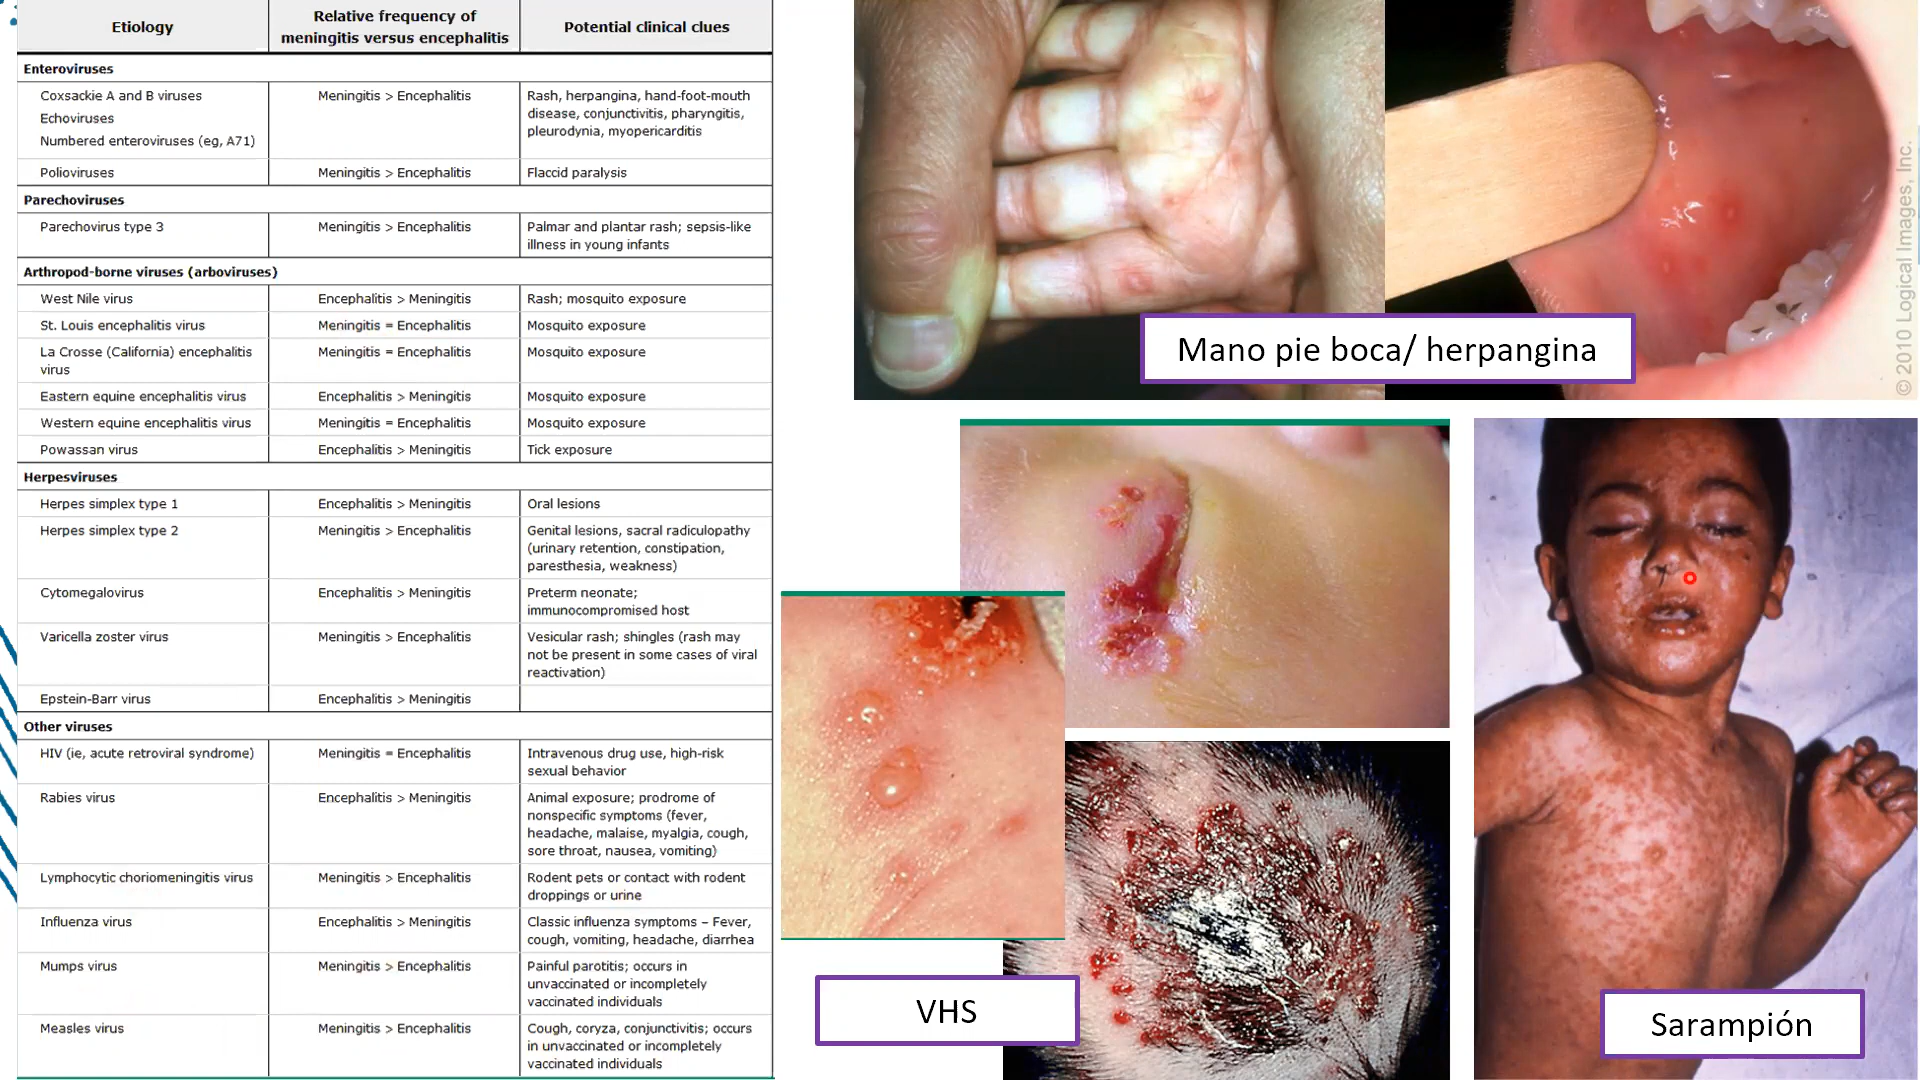 Etiology
Relative frequency of
meningitis versus encephalitis
Potential clinical clues
Enteroviruses
Coxsackie A and B viruses
Echoviruses
Numbered enteroviruses (eg, A71)
Meningitis > Encephalitis
Rash, herpangina, hand-foot-mouth
disease, conjunctivitis, pharyngitis,
pleurodynia, myopericarditis
Polioviruses
Meningitis > Encephalitis
Flaccid paralysis
Parechoviruses
Parechovirus type 3
Meningitis > Encephalitis
Palmar and plantar rash; sepsis-like
illness in young infants
Arthropod-borne viruses (arboviruses)
West Nile virus
Encephalitis > Meningitis
Rash; mosquito exposure
St. Louis encephalitis virus
Meningitis = Encephalitis
Mosquito exposure
La Crosse (California) encephalitis
virus
Meningitis = Encephalitis
Mosquito exposure
Eastern equine encephalitis virus
Encephalitis > Meningitis
Mosquito exposure
Western equine encephalitis virus
Meningitis = Encephalitis
Mosquito exposure
Powassan virus
Encephalitis > Meningitis
Tick exposure
Herpesviruses
Herpes simplex type 1
Encephalitis > Meningitis
Oral lesions
Herpes simplex type 2
Meningitis > Encephalitis
Genital lesions, sacral radiculopathy
(urinary retention, constipation,
paresthesia, weakness)
Cytomegalovirus
Encephalitis > Meningitis
Preterm neonate;
immunocompromised host
Varicella zoster virus
Meningitis > Encephalitis
Vesicular rash; shingles (rash may
not be present in some cases of viral
reactivation)
Epstein-Barr virus
Encephalitis > Meningitis
Other viruses
HIV (ie, acute retroviral syndrome)
Meningitis = Encephalitis
Intravenous drug use, high-risk
sexual behavior
Rabies virus
Encephalitis > Meningitis
Animal exposure; prodrome of
nonspecific symptoms (fever,
headache, malaise, myalgia, cough,
sore throat, nausea, vomiting)
Lymphocytic choriomeningitis virus
Meningitis > Encephalitis
Rodent pets or contact with rodent
droppings or urine
Influenza virus
Encephalitis > Meningitis
Classic influenza symptoms – Fever,
cough, vomiting, headache, diarrhea
Mumps virus
Meningitis > Encephalitis
Painful parotitis; occurs in
unvaccinated or incompletely
vaccinated individuals
Measles virus
Meningitis > Encephalitis
Cough, coryza, conjunctivitis; occurs
in unvaccinated or incompletely
vaccinated individuals
Mano pie boca/ herpangina
© 2010 Logical Images, Inc.
VHS
Sarampión